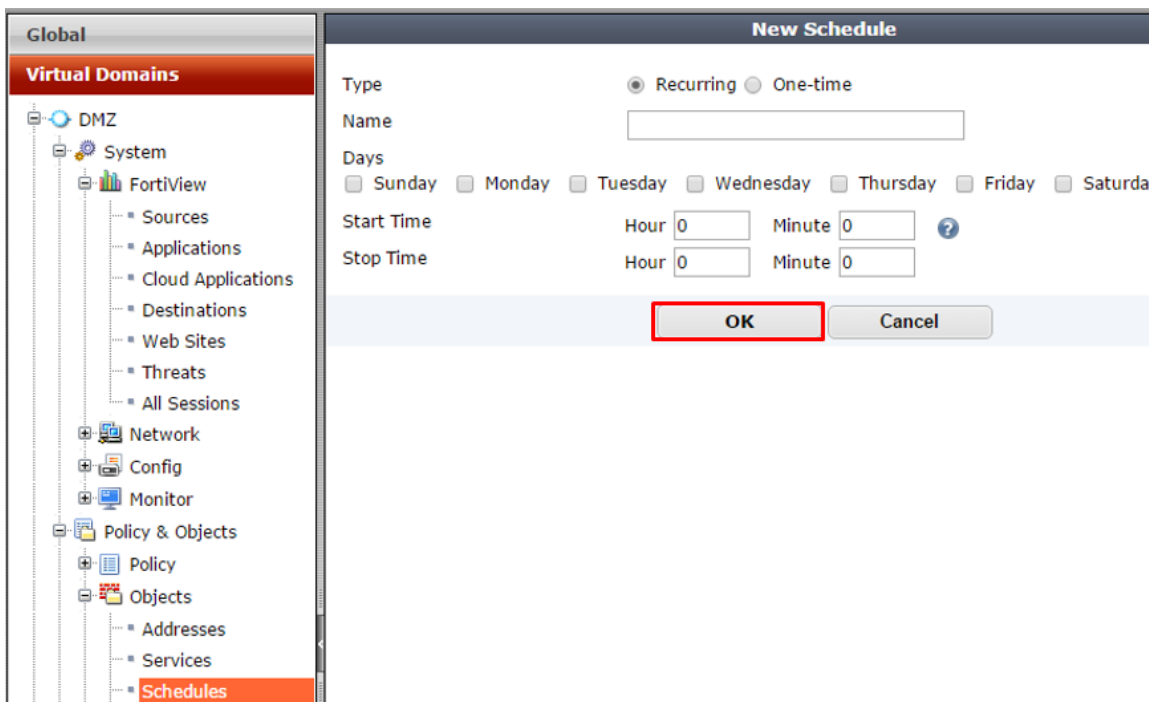 Global
Virtual Domains
DMZ
System
FortiView
Sources
Applications
Cloud Applications
Destinations
Web Sites
Threats
All Sessions
Network
Config
Monitor
Policy & Objects
Policy
Objects
Addresses
Services
Schedules
New Schedule
Type Recurring One-time
Name
Days
Sunday Monday Tuesday Wednesday Thursday Friday Saturda
Start Time Hour 0 Minute 0 ?
Stop Time Hour 0 Minute 0
OK Cancel